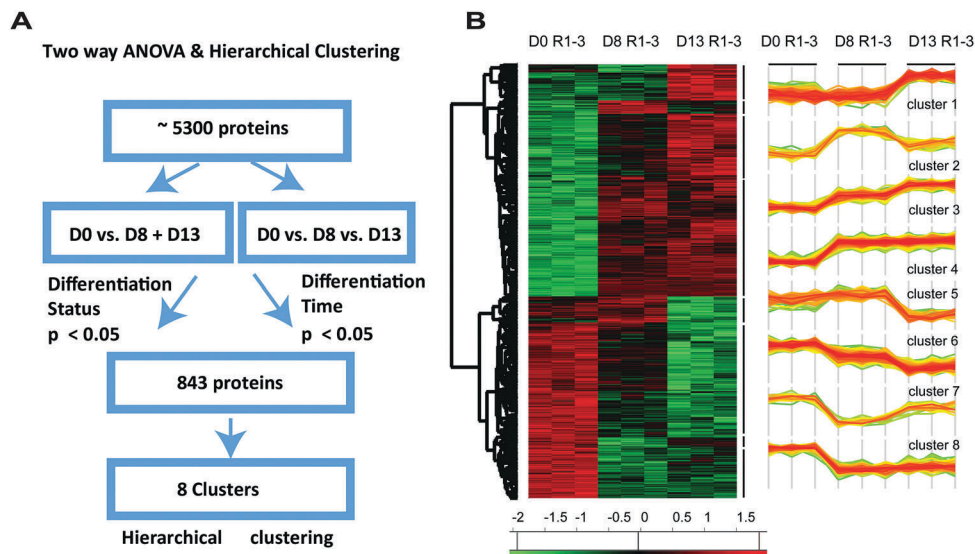 A
Two way ANOVA & Hierarchical Clustering
~ 5300 proteins
D0 vs. D8 + D13
D0 vs. D8 vs. D13
Differentiation
Status
p < 0.05
Differentiation
Time
p < 0.05
843 proteins
8 Clusters
Hierarchical clustering
B
D0 R1-3 D8 R1-3 D13 R1-3
D0 R1-3 D8 R1-3 D13 R1-3
cluster 1
cluster 2
cluster 3
cluster 4
cluster 5
cluster 6
cluster 7
cluster 8
-2 -1.5 -1 -0.5 0 0.5 1 1.5